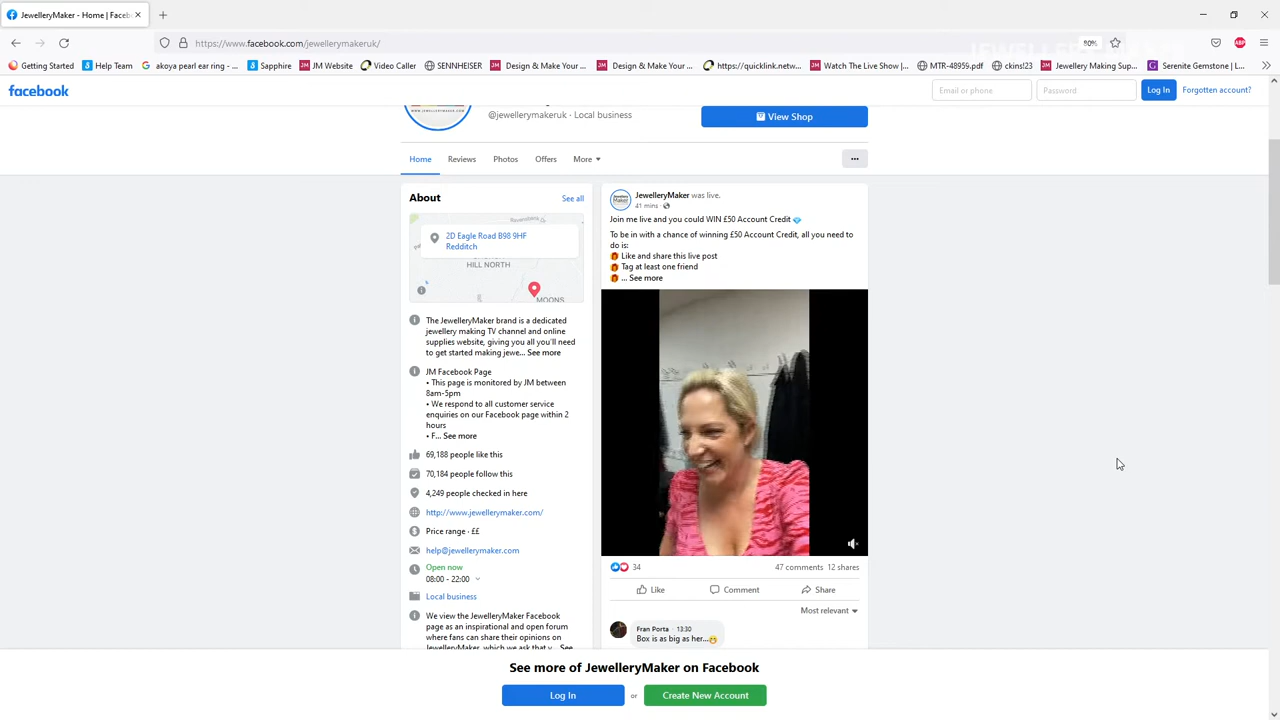 JewelleryMaker - Home | Faceb
https://www.facebook.com/jewellerymakeruk/
80%
ABP
Getting Started
Help Team
akoya pearl ear ring - ...
Sapphire
JM Website
Video Caller
SENNHEISER
Design & Make Your ...
Design & Make Your ...
https://quicklink.netw...
Watch The Live Show |...
MTR-48959.pdf
ckins123
Jewellery Making Sup...
Serenite Gemstone | L...
facebook
Email or phone
Password
Log In
Forgotten account?
@jewellerymakeruk · Local business
View Shop
Home
Reviews
Photos
Offers
More
About
See all
2D Eagle Road B98 9HF
Redditch
HILL NORTH
MOONS
The JewelleryMaker brand is a dedicated
jewellery making TV channel and online
supplies website, giving you all you'll need
to get started making jewe... See more
JM Facebook Page
• This page is monitored by JM between
8am-5pm
• We respond to all customer service
enquiries on our Facebook page within 2
hours
• F... See more
69,188 people like this
70,184 people follow this
4,249 people checked in here
http://www.jewellerymaker.com/
Price range · ££
help@jewellerymaker.com
Open now
08:00 - 22:00
Local business
We view the JewelleryMaker Facebook
page as an inspirational and open forum
where fans can share their opinions on
JewelleryMaker, which we ask that y... See
JewelleryMaker was live.
41 mins ·
Join me live and you could WIN £50 Account Credit
To be in with a chance of winning £50 Account Credit, all you need to
do is:
Like and share this live post
Tag at least one friend
... See more
34
47 comments 12 shares
Like
Comment
Share
Most relevant
Fran Porta · 13:30
Box is as big as her...
See more of JewelleryMaker on Facebook
Log In
or
Create New Account